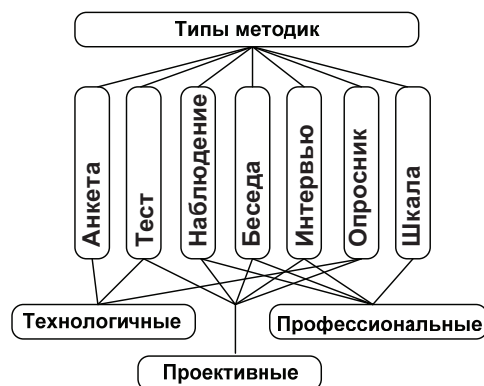 Типы методик
Анкета
Тест
Наблюдение
Беседа
Интервью
Опросник
Шкала
Технологичные
Профессиональные
Проективные